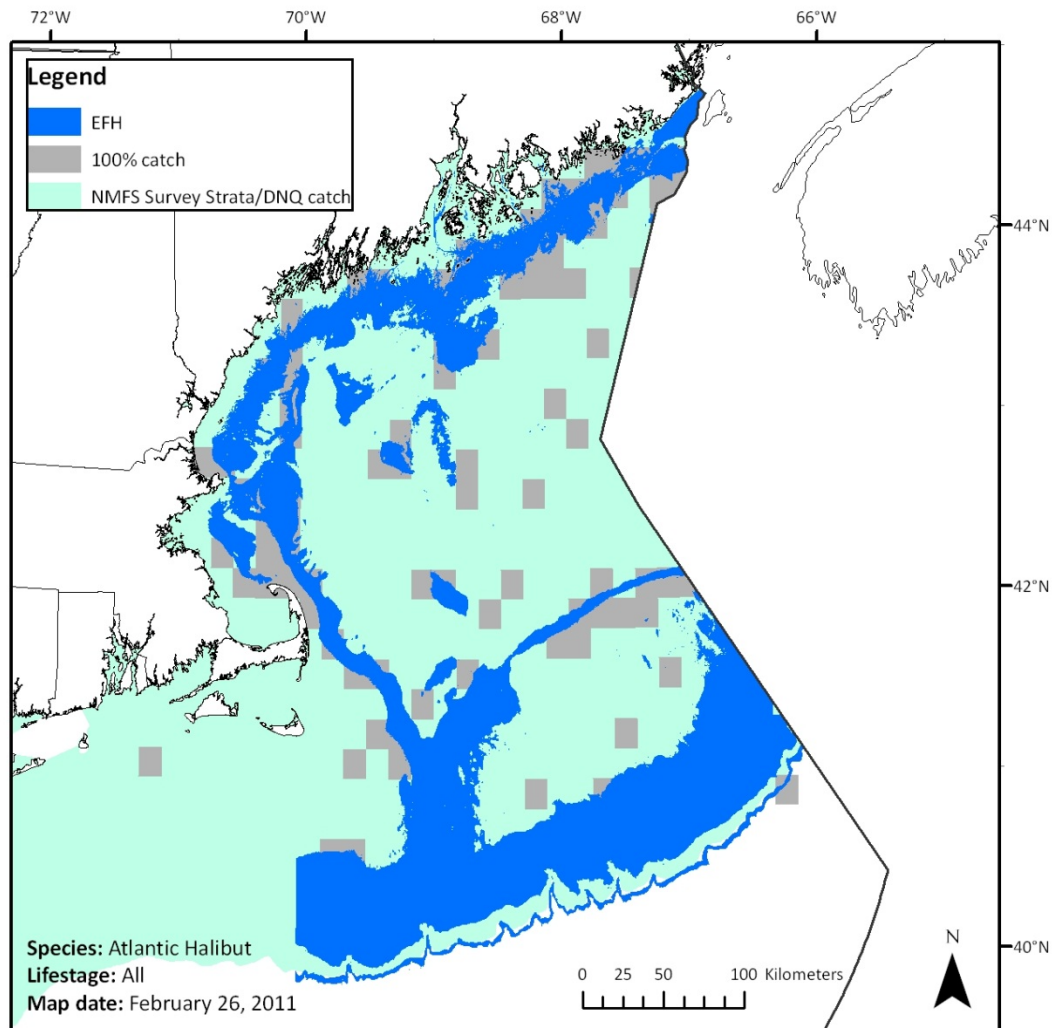 72°W 70°W 68°W 66°W
Legend
EFH
100% catch
NMFS Survey Strata/DNQ catch
44°N
42°N
40°N
Species: Atlantic Halibut
Lifestage: All
Map date: February 26, 2011
0 25 50 100 Kilometers
N